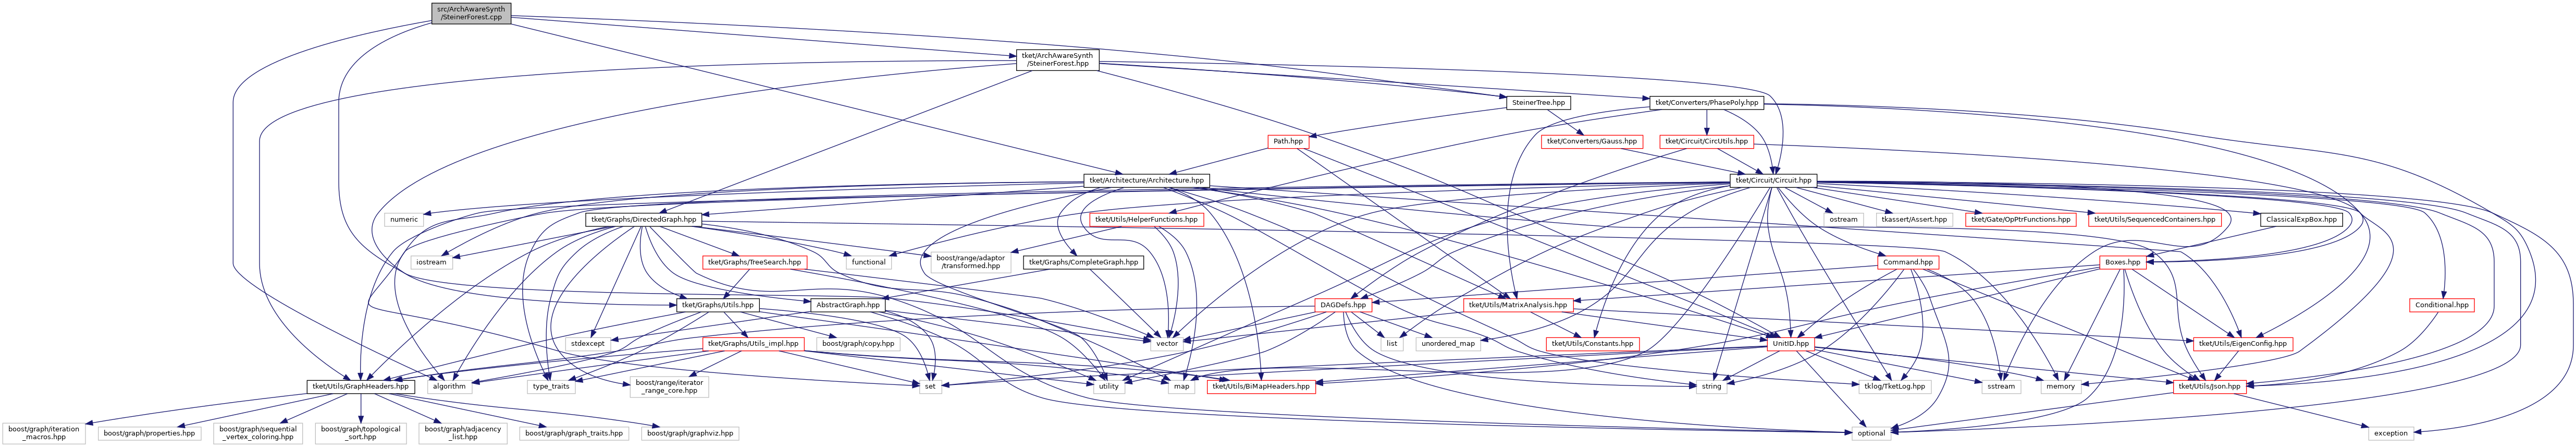 src/ArchAwareSynth
/SteinerForest.cpp
tket/ArchAwareSynth
/SteinerForest.hpp
SteinerTree.hpp
tket/Converters/PhasePoly.hpp
Path.hpp
tket/Converters/Gauss.hpp
tket/Circuit/CircUtils.hpp
tket/Architecture/Architecture.hpp
tket/Circuit/Circuit.hpp
numeric
tket/Graphs/DirectedGraph.hpp
tket/Utils/HelperFunctions.hpp
ostream
tkassert/Assert.hpp
tket/Gate/OpPtrFunctions.hpp
tket/Utils/SequencedContainers.hpp
ClassicalExpBox.hpp
iostream
tket/Graphs/TreeSearch.hpp
functional
boost/range/adaptor
/transformed.hpp
tket/Graphs/CompleteGraph.hpp
Command.hpp
Boxes.hpp
tket/Graphs/Utils.hpp
AbstractGraph.hpp
DAGDefs.hpp
tket/Utils/MatrixAnalysis.hpp
Conditional.hpp
stdexcept
tket/Graphs/Utils_impl.hpp
boost/graph/copy.hpp
vector
list
unordered_map
tket/Utils/Constants.hpp
UnitID.hpp
tket/Utils/EigenConfig.hpp
tket/Utils/GraphHeaders.hpp
algorithm
type_traits
boost/range/iterator
_range_core.hpp
set
utility
map
tket/Utils/BiMapHeaders.hpp
string
tklog/TketLog.hpp
sstream
memory
tket/Utils/Json.hpp
boost/graph/iteration
_macros.hpp
boost/graph/properties.hpp
boost/graph/sequential
_vertex_coloring.hpp
boost/graph/topological
_sort.hpp
boost/graph/adjacency
_list.hpp
boost/graph/graph_traits.hpp
boost/graph/graphviz.hpp
optional
exception